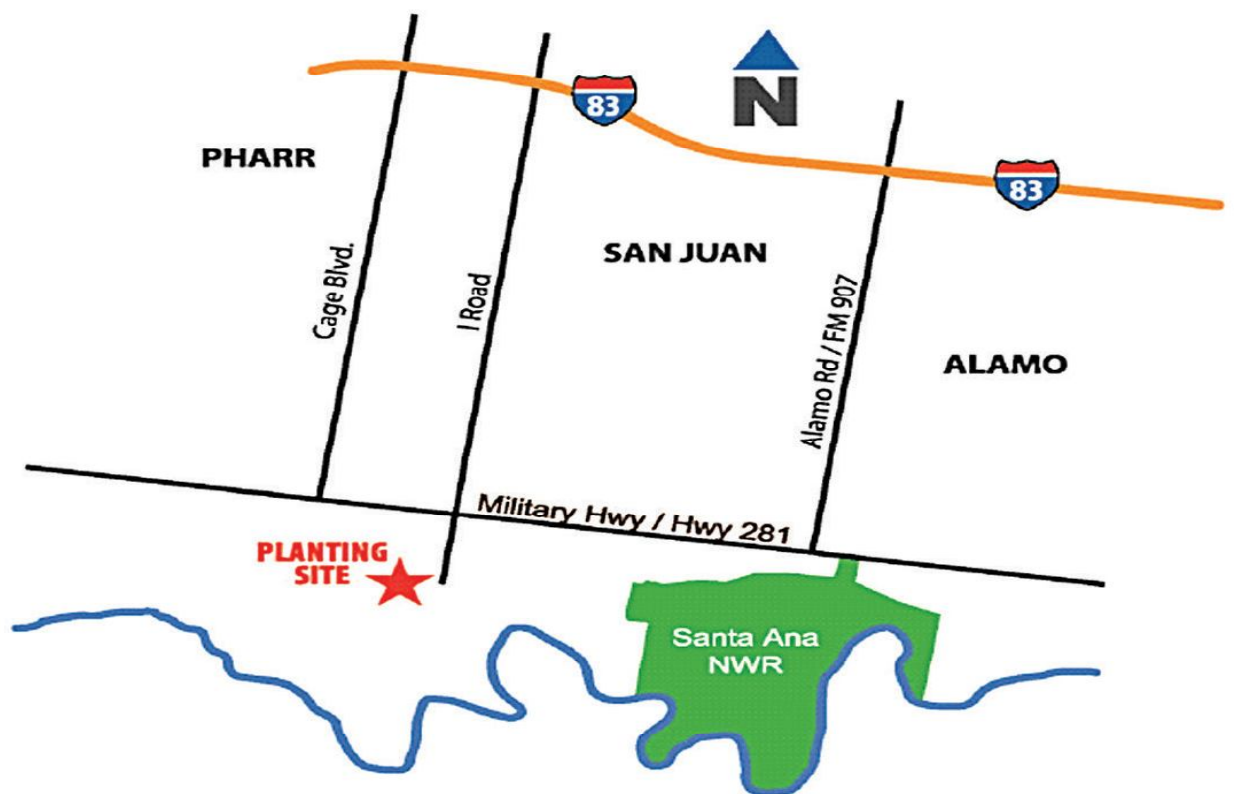 83
N
83
PHARR
SAN JUAN
Cage Blvd.
I Road
Alamo Rd / FM 907
ALAMO
Military Hwy / Hwy 281
PLANTING
SITE
Santa Ana
NWR